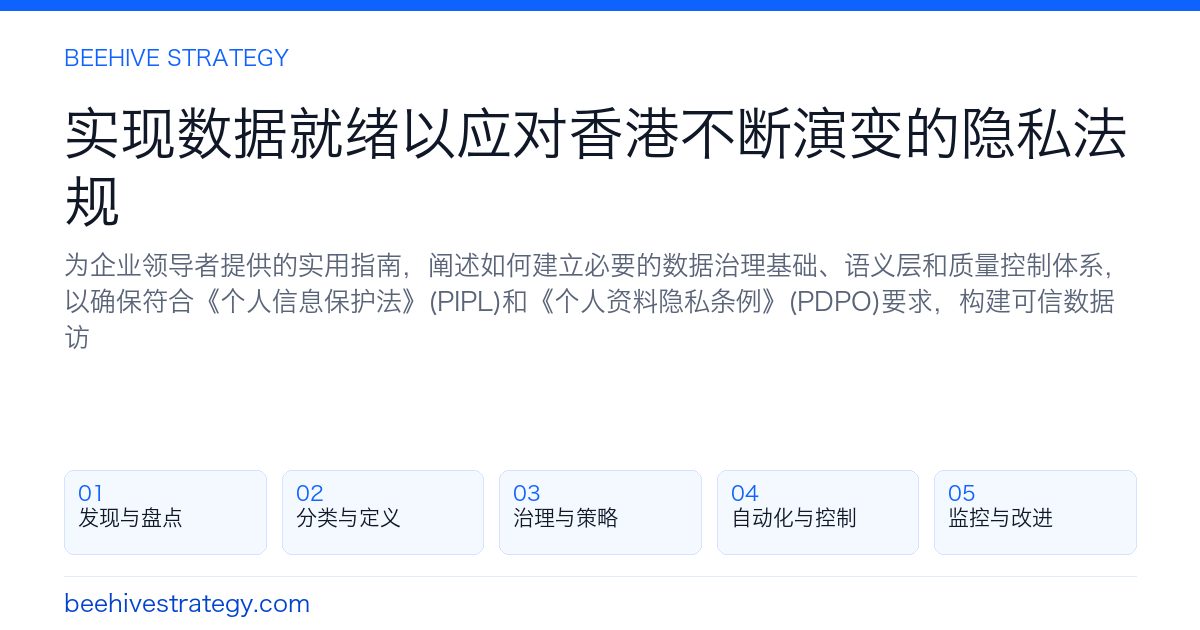 BEEHIVE STRATEGY
实现数据就绪以应对香港不断演变的隐私法
规
为企业领导者提供的实用指南，阐述如何建立必要的数据治理基础、语义层和质量控制体系，
以确保符合《个人信息保护法》(PIPL)和《个人资料隐私条例》(PDPO)要求，构建可信数据
访
01
发现与盘点
02
分类与定义
03
治理与策略
04
自动化与控制
05
监控与改进
beehivestrategy.com